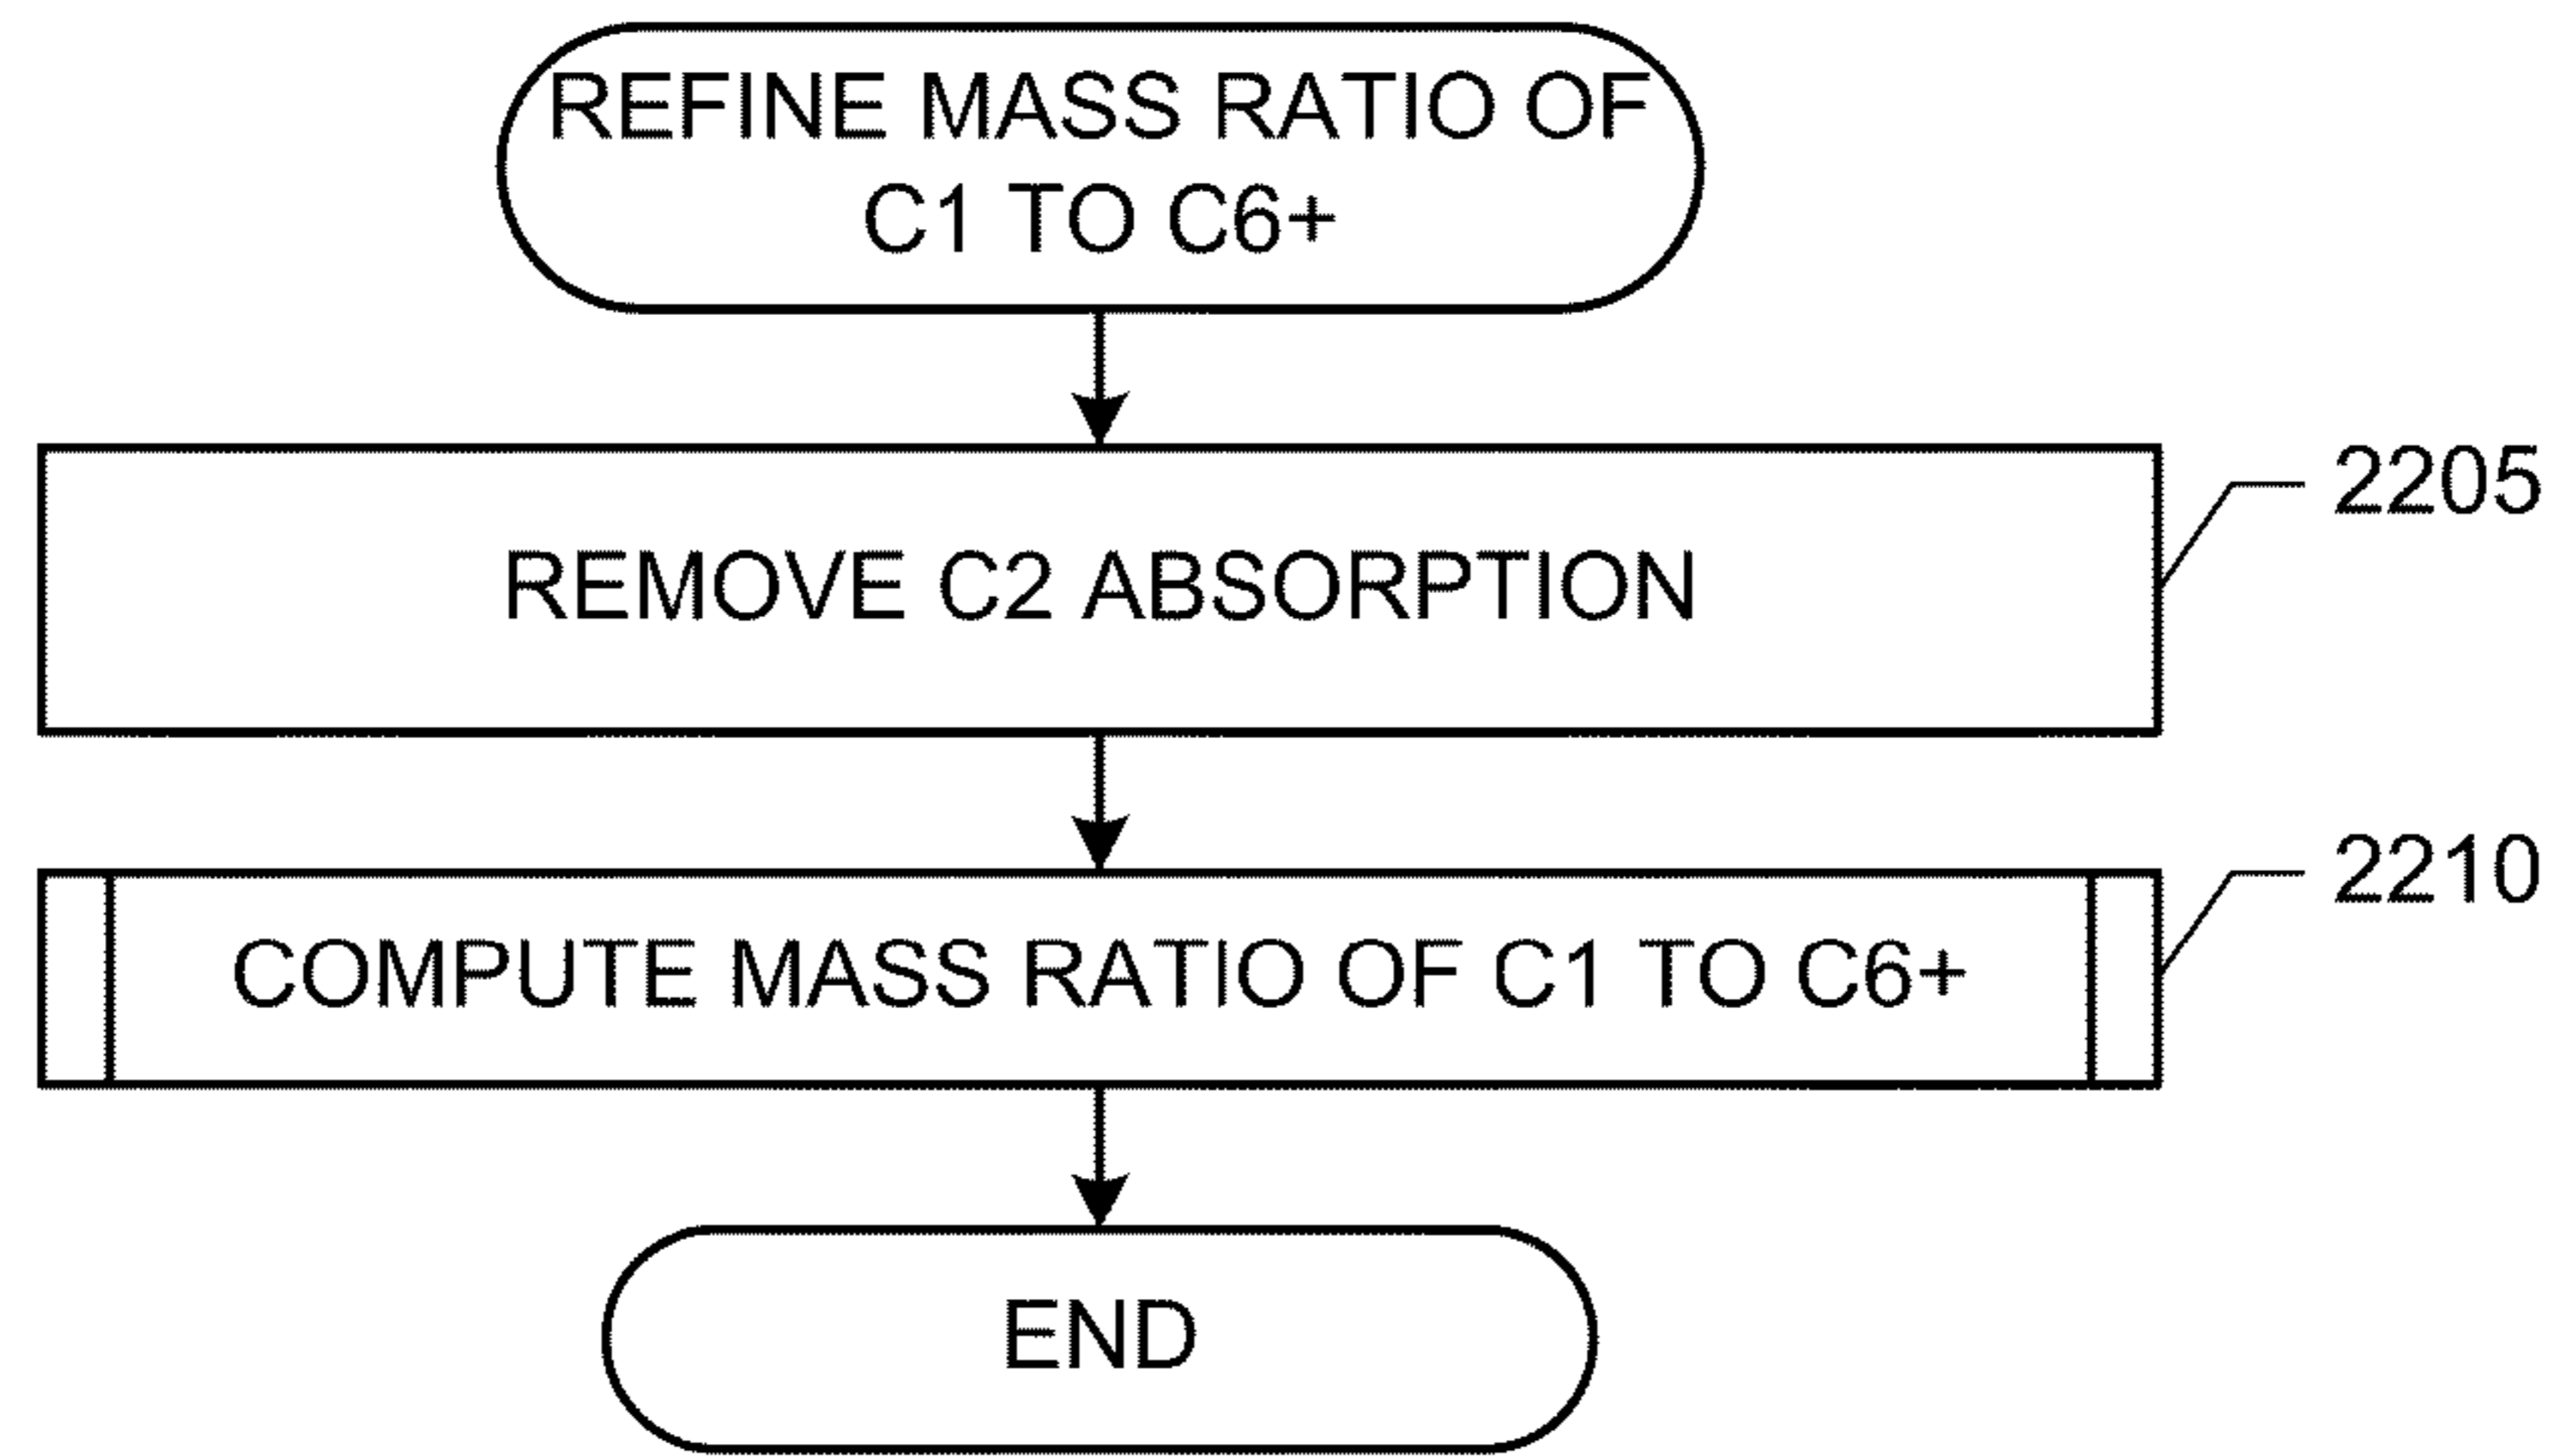 REFINE MASS RATIO OF
C1 TO C6+
2205
REMOVE C2 ABSORPTION
2210
COMPUTE MASS RATIO OF C1 TO C6+
END